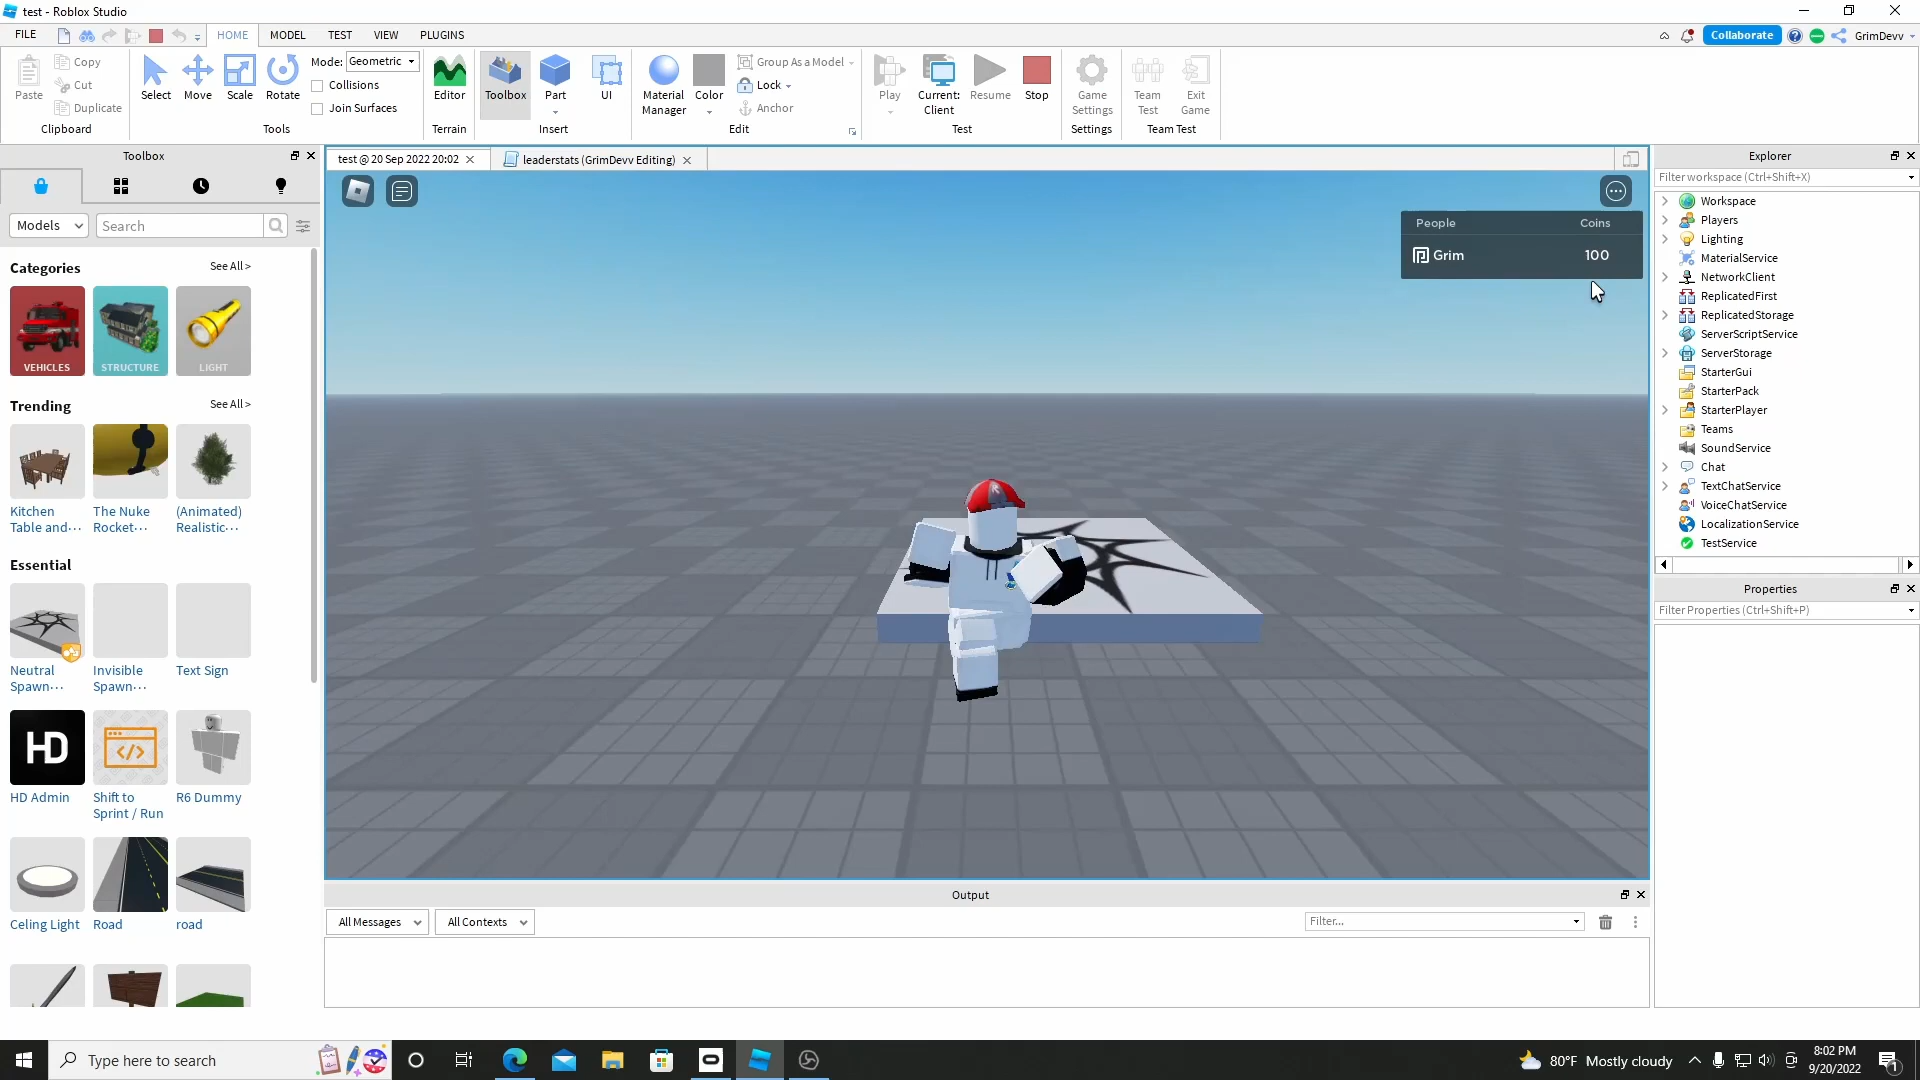 test - Roblox Studio
FILE
HOME
MODEL
TEST
VIEW
PLUGINS
Collaborate
GrimDevv
Paste
Copy
Cut
Duplicate
Clipboard
Select
Move
Scale
Rotate
Mode: Geometric
Collisions
Join Surfaces
Tools
Editor
Terrain
Toolbox
Part
UI
Insert
Material
Manager
Color
Group As a Model
Lock
Anchor
Edit
Play
Current:
Client
Resume
Stop
Test
Game
Settings
Settings
Team
Test
Exit
Game
Team Test
Toolbox
Models
Search
Categories
See All >
VEHICLES
STRUCTURE
LIGHT
Trending
See All >
Kitchen
Table and···
The Nuke
Rocket···
(Animated)
Realistic···
Essential
Neutral
Spawn···
Invisible
Spawn···
Text Sign
HD
HD Admin
Shift to
Sprint / Run
R6 Dummy
Celing Light
Road
road
test @ 20 Sep 2022 20:02
leaderstats (GrimDevv Editing)
People Coins
Grim 100
Output
All Messages
All Contexts
Filter...
Explorer
Filter workspace (Ctrl+Shift+X)
Workspace
Players
Lighting
MaterialService
NetworkClient
ReplicatedFirst
ReplicatedStorage
ServerScriptService
ServerStorage
StarterGui
StarterPack
StarterPlayer
Teams
SoundService
Chat
TextChatService
VoiceChatService
LocalizationService
TestService
Properties
Filter Properties (Ctrl+Shift+P)
Type here to search
80°F Mostly cloudy
8:02 PM
9/20/2022
1